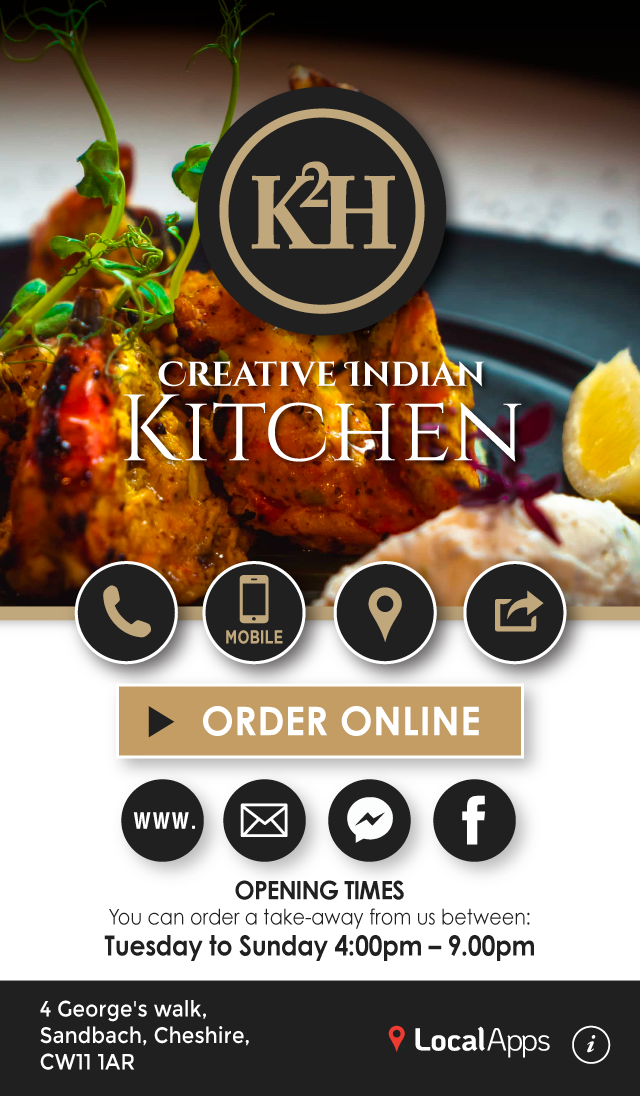 K2H
CREATIVE INDIAN
KITCHEN
MOBILE
ORDER ONLINE
WWW.
OPENING TIMES
You can order a take-away from us between:
Tuesday to Sunday 4:00pm – 9.00pm
4 George's walk,
Sandbach, Cheshire,
CW11 1AR
LocalApps
i